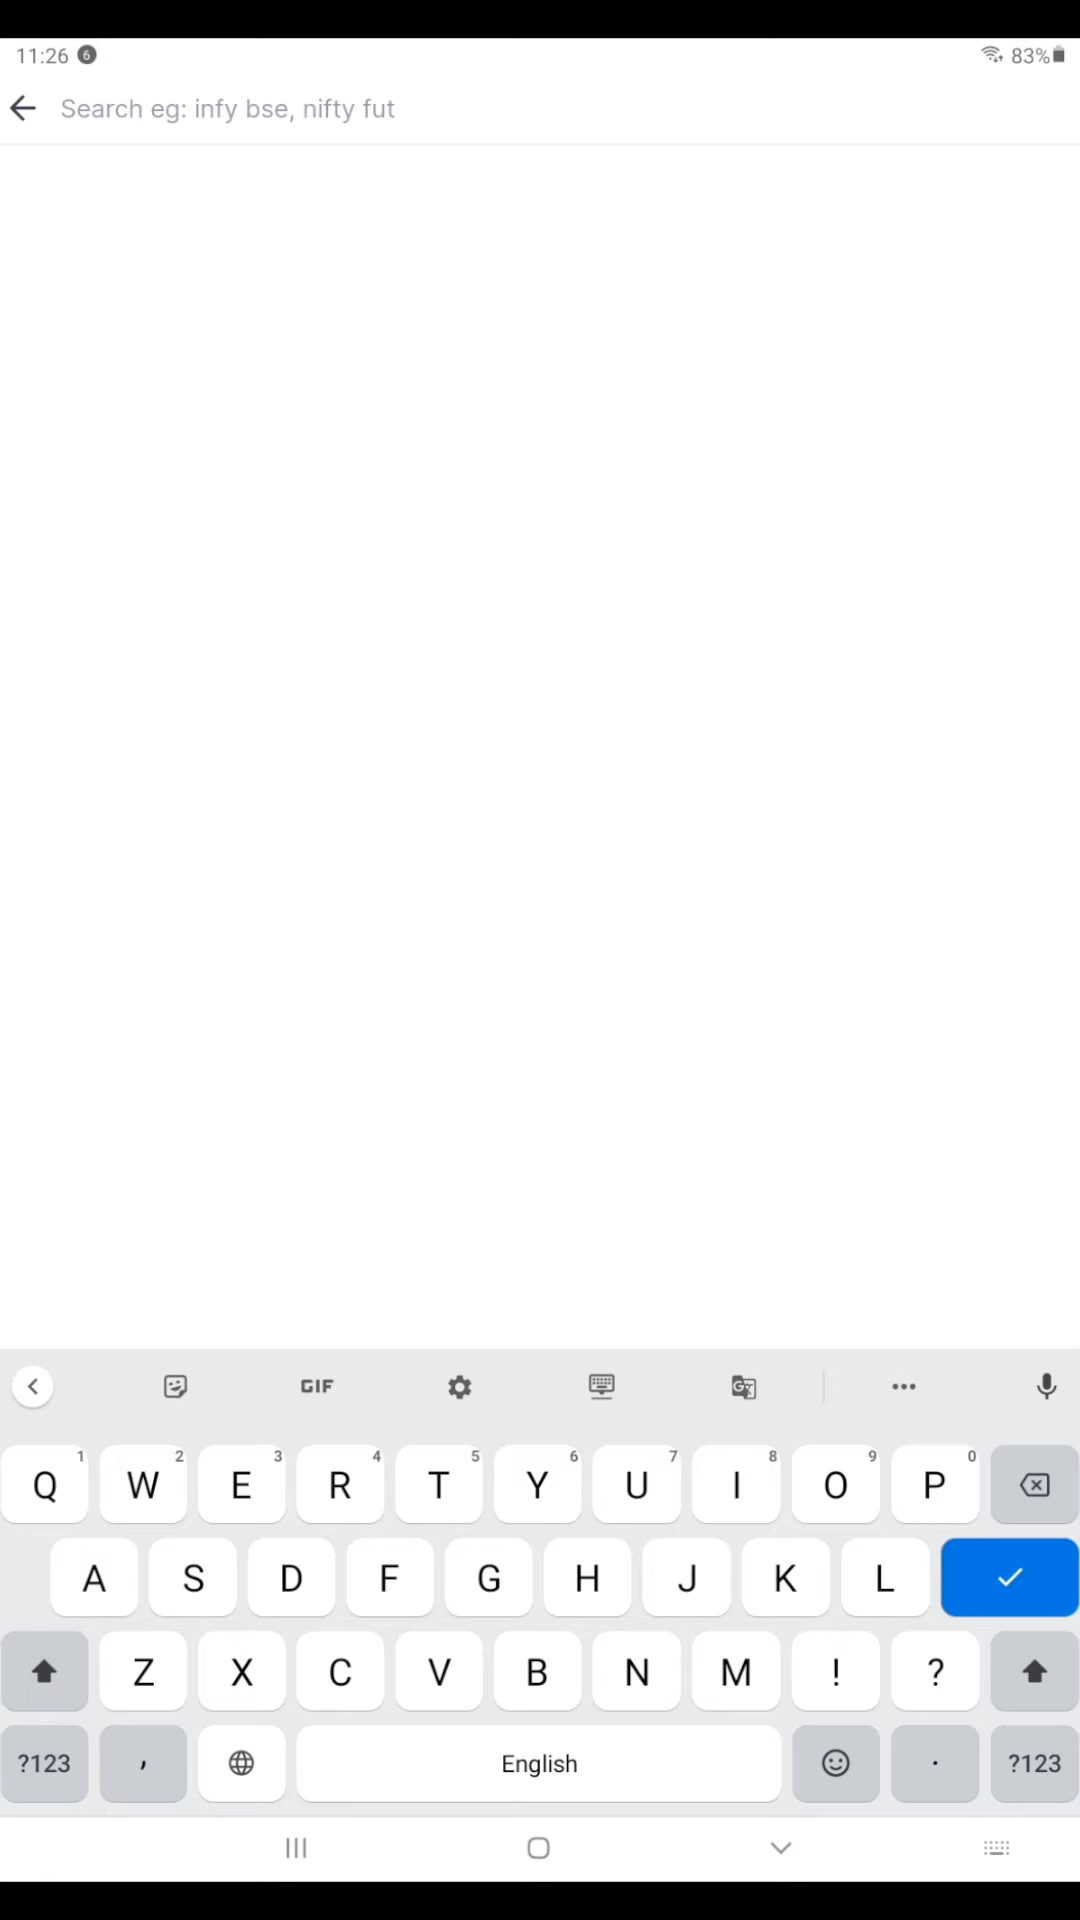 11:26 6 83%
Search eg: infy bse, nifty fut
GIF
1 2 3 4 5 6 7 8 9 0
Q W E R T Y U I O P
A S D F G H J K L
Z X C V B N M ! ?
?123 , English . ?123